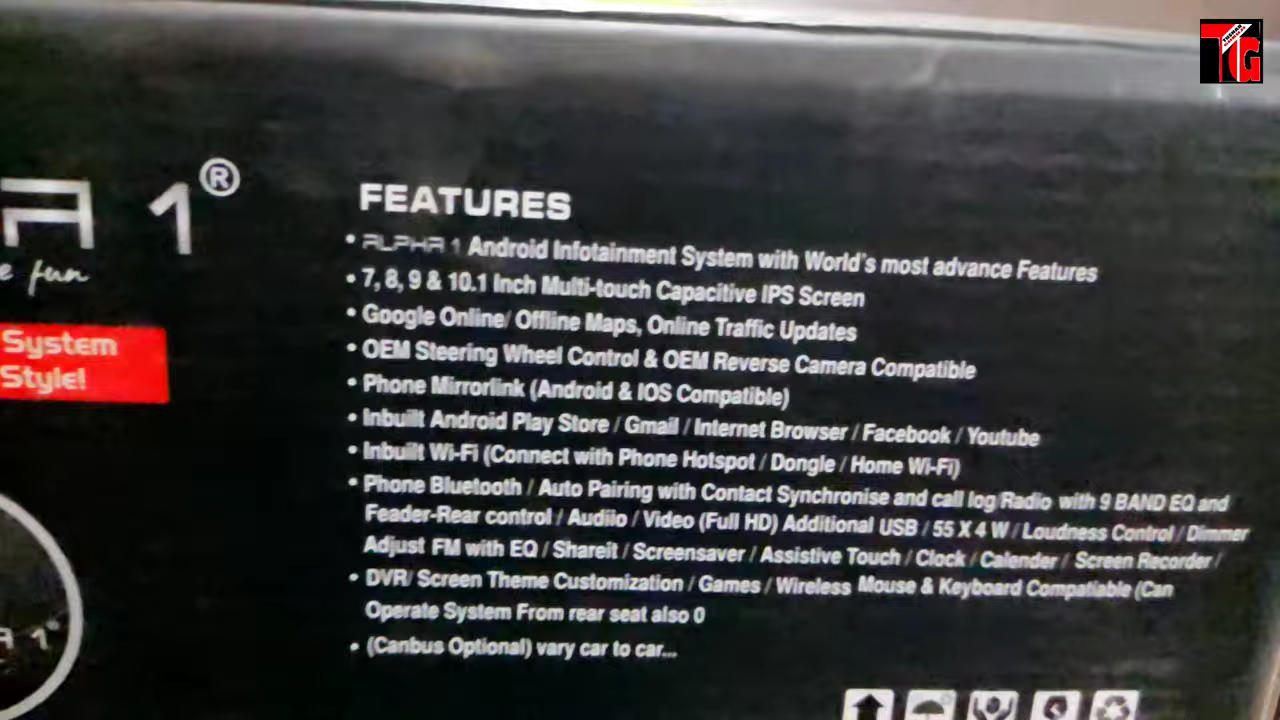 TG
A 1®
e fun
System
Style!
FEATURES
• ALPHA 1 Android Infotainment System with World's most advance Features
• 7, 8, 9 & 10.1 Inch Multi-touch Capacitive IPS Screen
• Google Online/ Offline Maps, Online Traffic Updates
• OEM Steering Wheel Control & OEM Reverse Camera Compatible
• Phone Mirrorlink (Android & IOS Compatible)
• Inbuilt Android Play Store / Gmail / Internet Browser / Facebook / Youtube
• Inbuilt Wi-Fi (Connect with Phone Hotspot / Dongle / Home Wi-Fi)
• Phone Bluetooth / Auto Pairing with Contact Synchronise and call log/Radio with 9 BAND EQ and
Feader-Rear control / Audiio / Video (Full HD) Additional USB / 55 X 4 W / Loudness Control / Dimmer
Adjust FM with EQ / Shareit / Screensaver / Assistive Touch / Clock / Calender / Screen Recorder /
• DVR/ Screen Theme Customization / Games / Wireless Mouse & Keyboard Compatiable (Can
Operate System From rear seat also 0
• (Canbus Optional) vary car to car...
A 1®